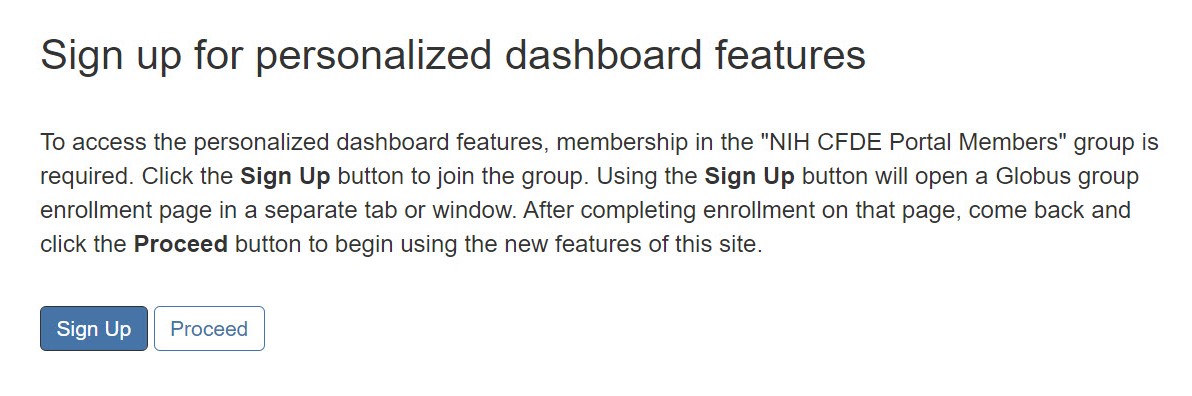 Sign up for personalized dashboard features
To access the personalized dashboard features, membership in the "NIH CFDE Portal Members" group is
required. Click the Sign Up button to join the group. Using the Sign Up button will open a Globus group
enrollment page in a separate tab or window. After completing enrollment on that page, come back and
click the Proceed button to begin using the new features of this site.
Sign Up Proceed